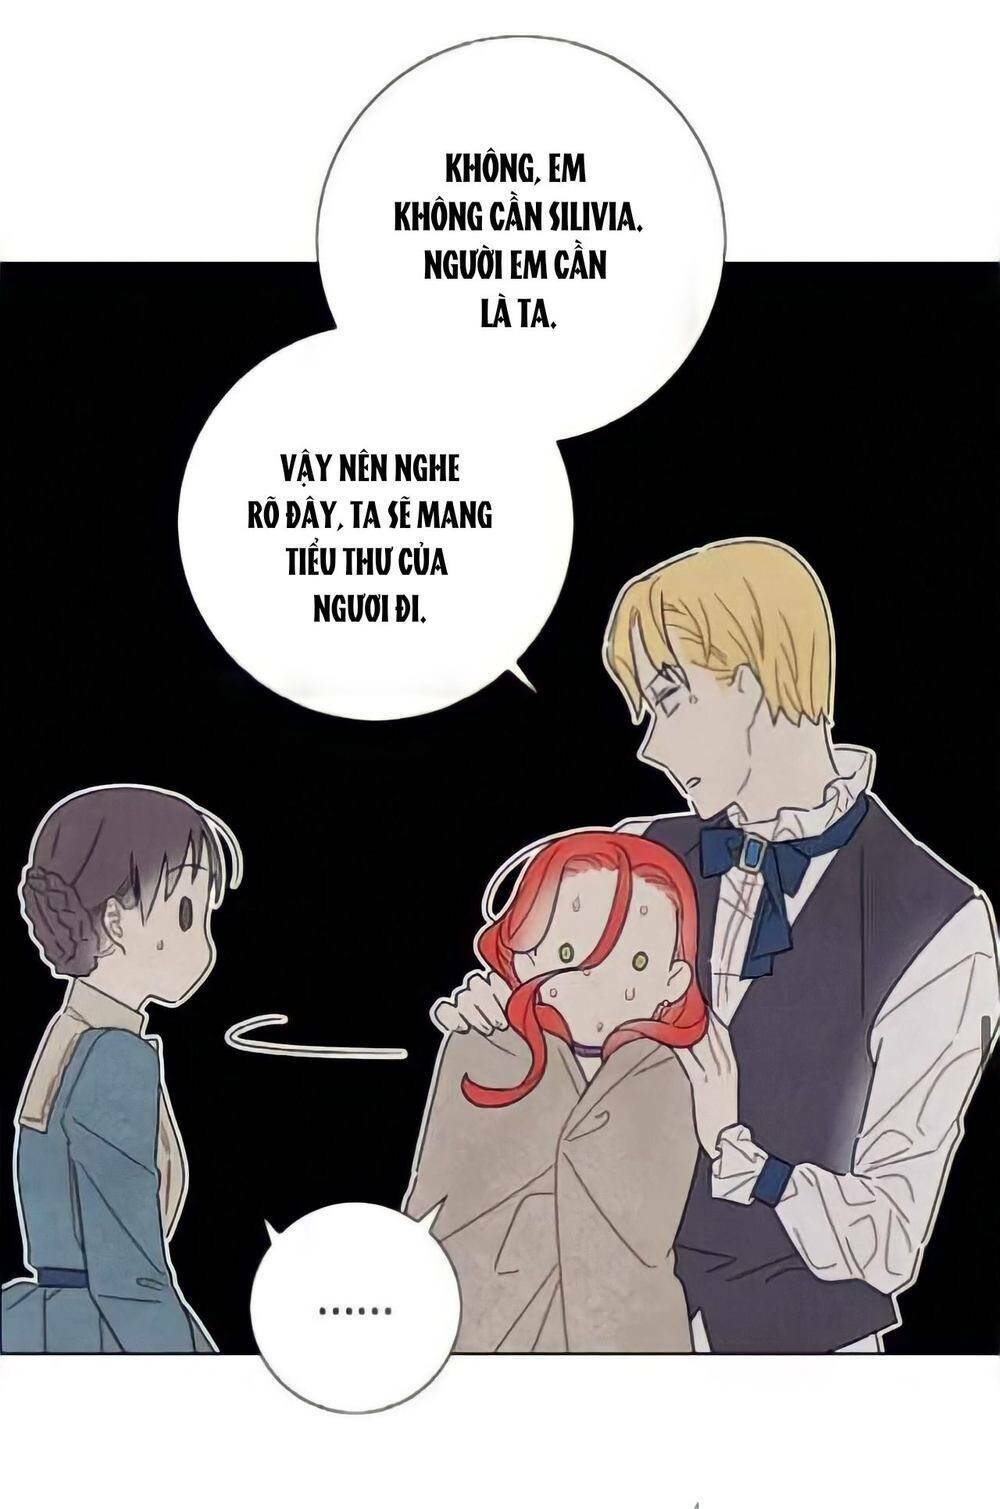 KHÔNG, EM
KHÔNG CẦN SILIVIA.
NGƯỜI EM CẦN
LÀ TA.
VẬY NÊN NGHE
RÕ ĐÂY, TA SẼ MANG
TIỂU THƯ CỦA
NGƯƠI ĐI.
......